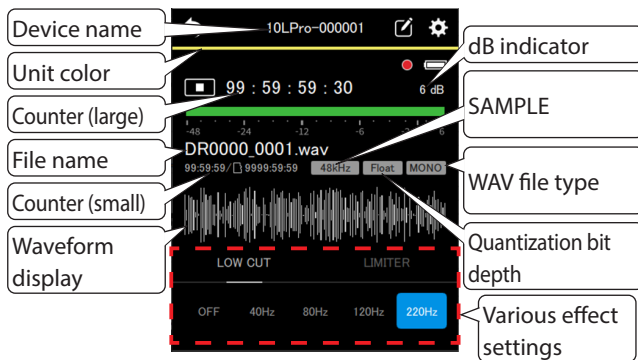 Device name
10LPro-000001
dB indicator
Unit color
99 : 59 : 59 : 30
6 dB
Counter (large)
SAMPLE
-48 -24 -12 -6 6
File name
DR0000_0001.wav
99:59:59/ 9999:59:59 48kHz Float MONO
WAV file type
Counter (small)
Waveform
display
Quantization bit
depth
LOW CUT LIMITER
OFF 40Hz 80Hz 120Hz 220Hz
Various effect
settings